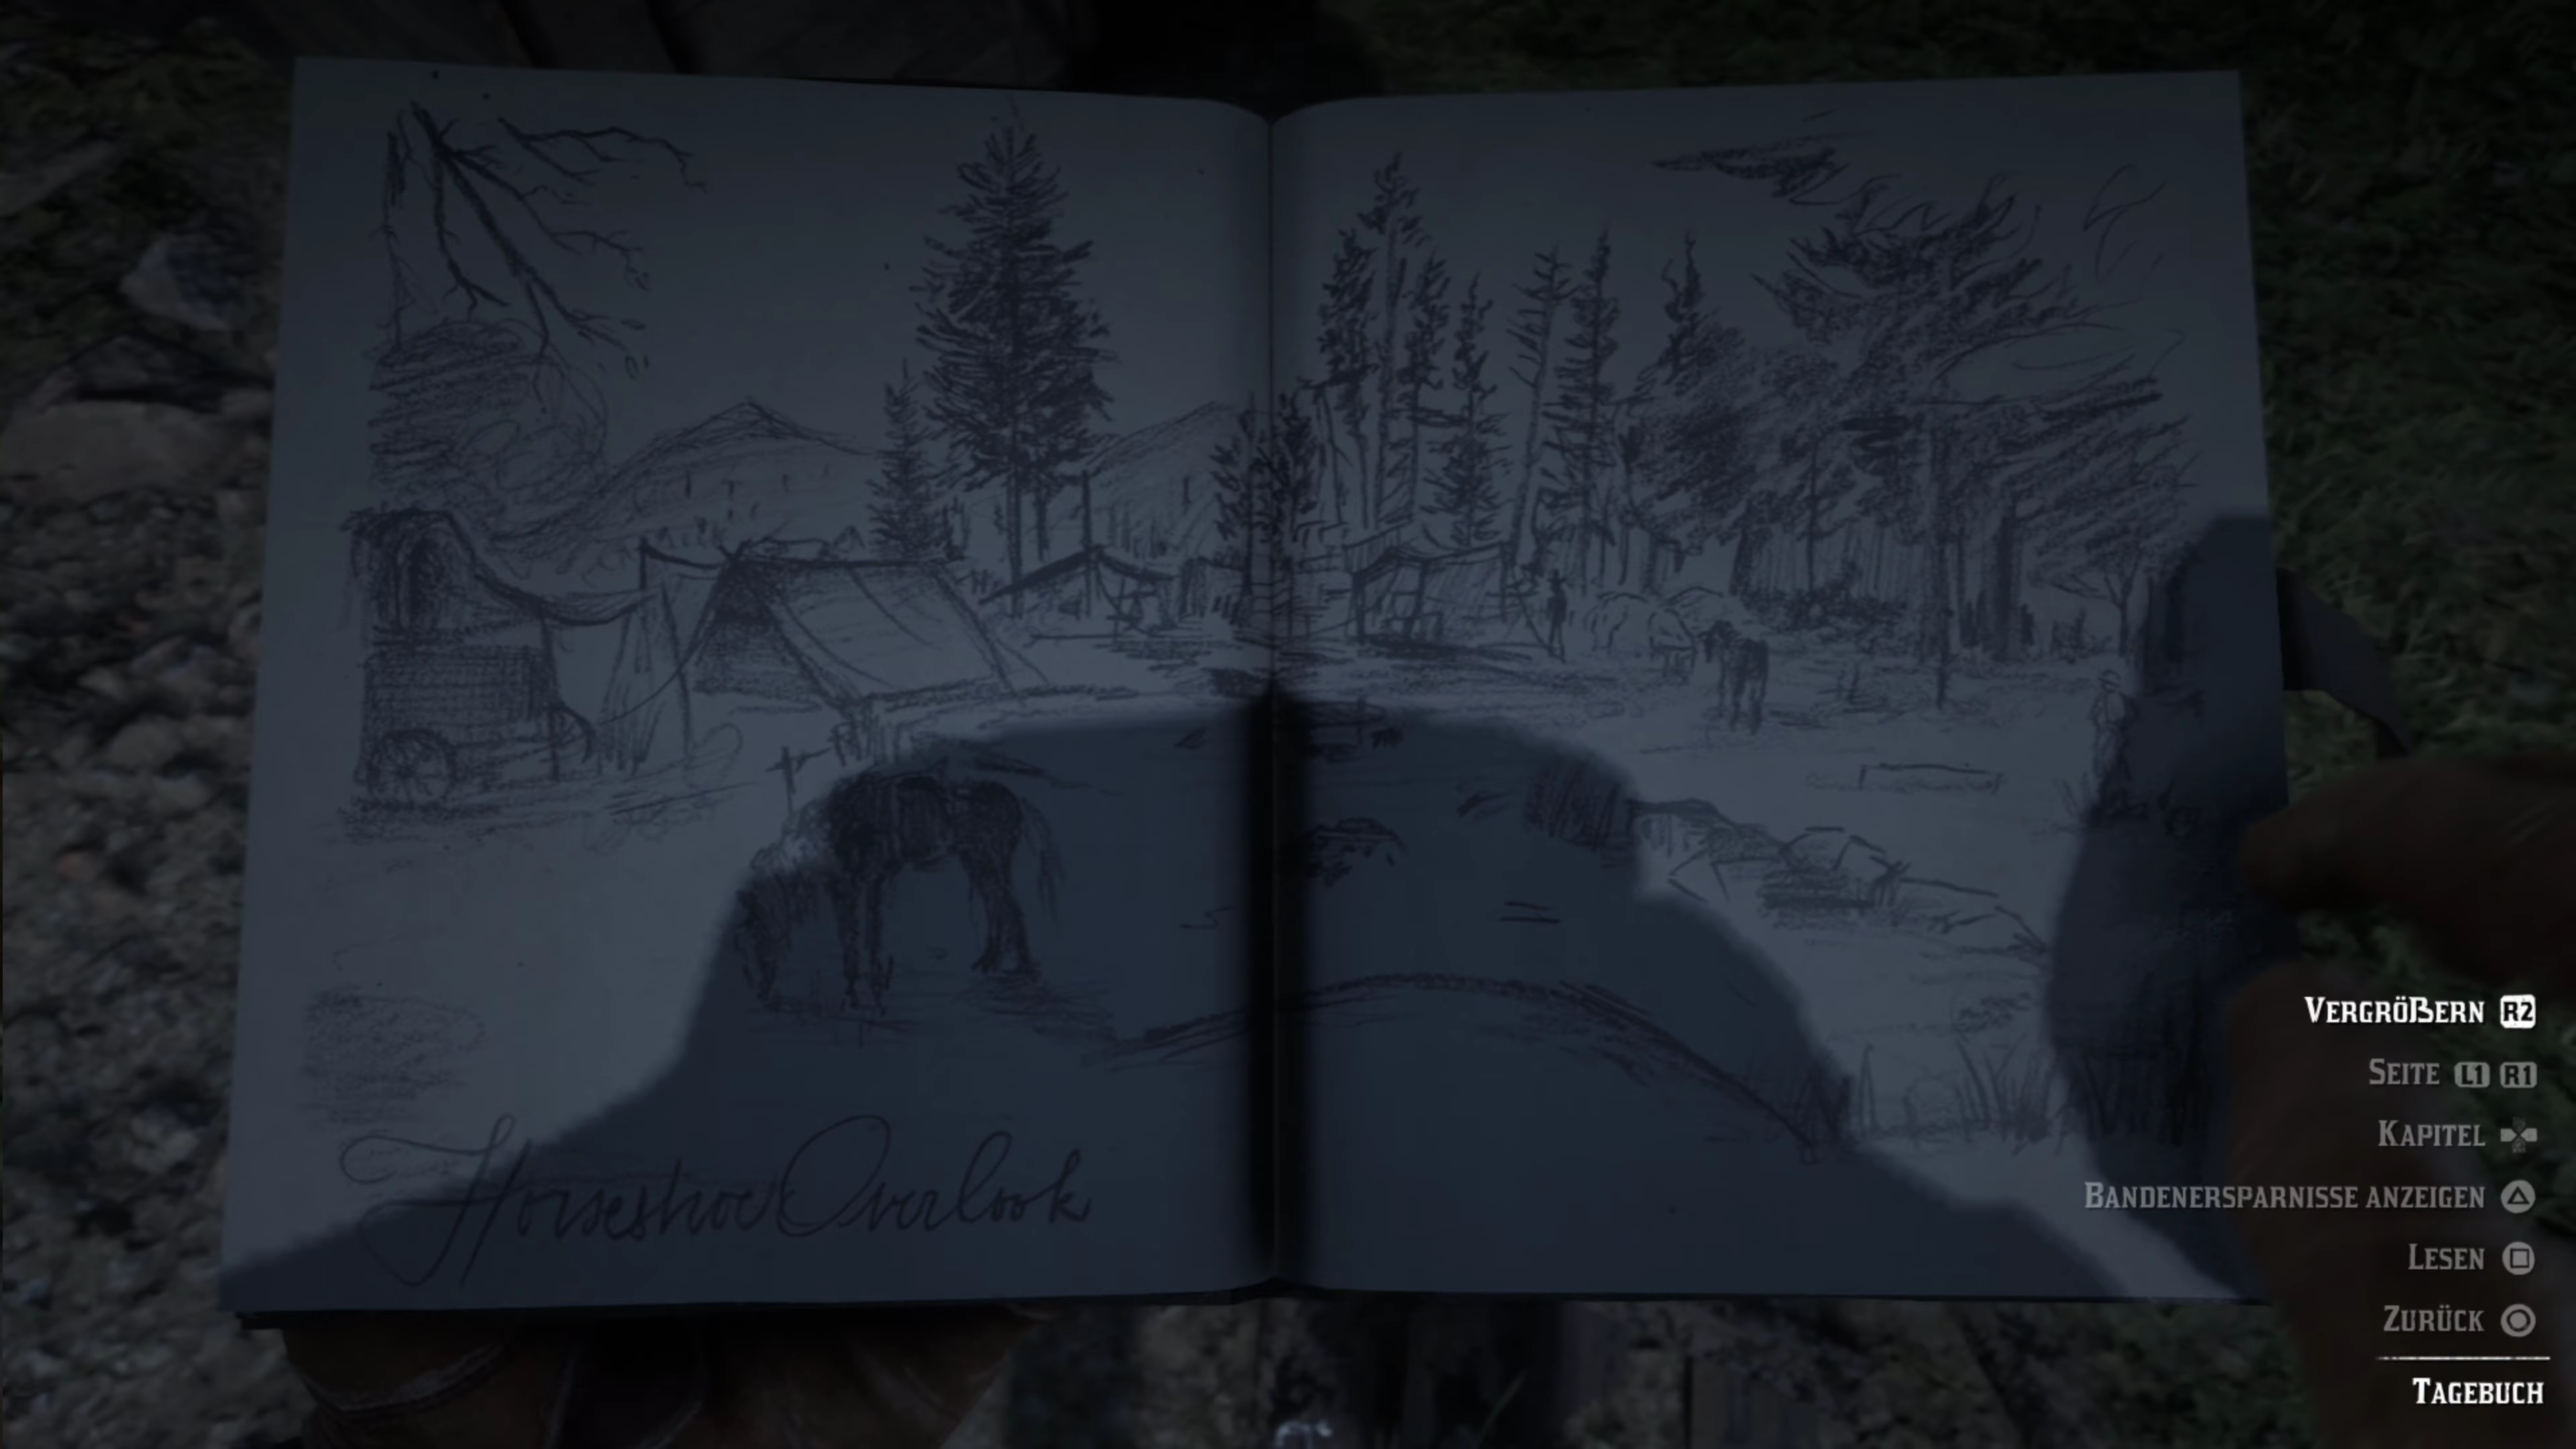 Horseshoe Overlook
VERGRÖẞERN R2
SEITE L1 R1
KAPITEL
BANDENERSPARNISSE ANZEIGEN
LESEN
ZURÜCK
TAGEBUCH